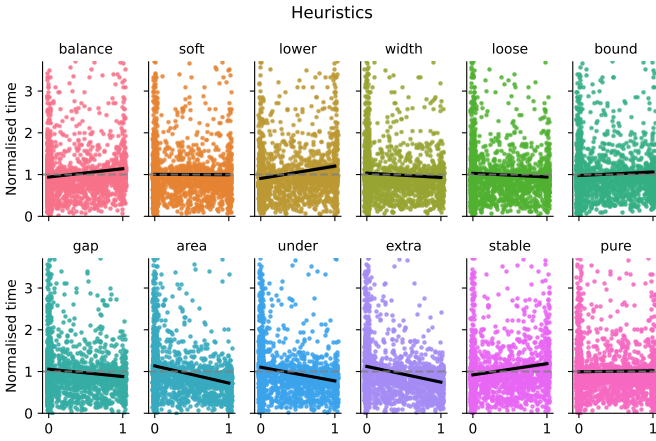 Heuristics
balance soft lower width loose bound
Normalised time
3
2
1
0
gap area under extra stable pure
Normalised time
3
2
1
0
0 1 0 1 0 1 0 1 0 1 0 1